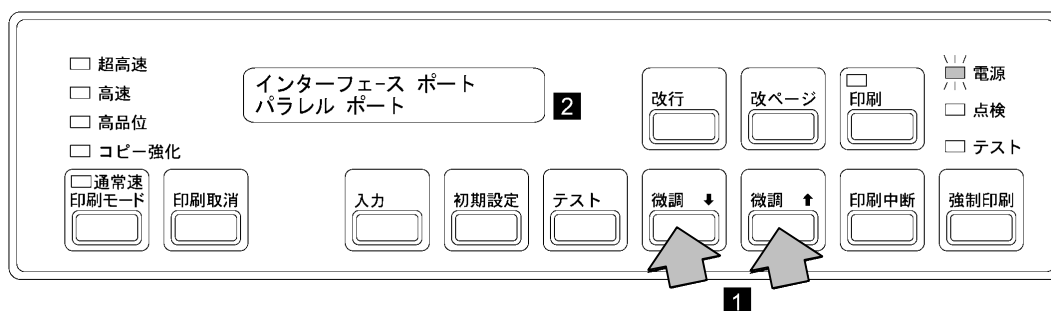 超高速
高速
高品位
コピー強化
通常速
印刷モード
印刷取消
インターフェース ポート
パラレル ポート
2
改行
改ページ
印刷
電源
点検
テスト
入力
初期設定
テスト
微調 ⬇
微調 ⬆
印刷中断
強制印刷
1